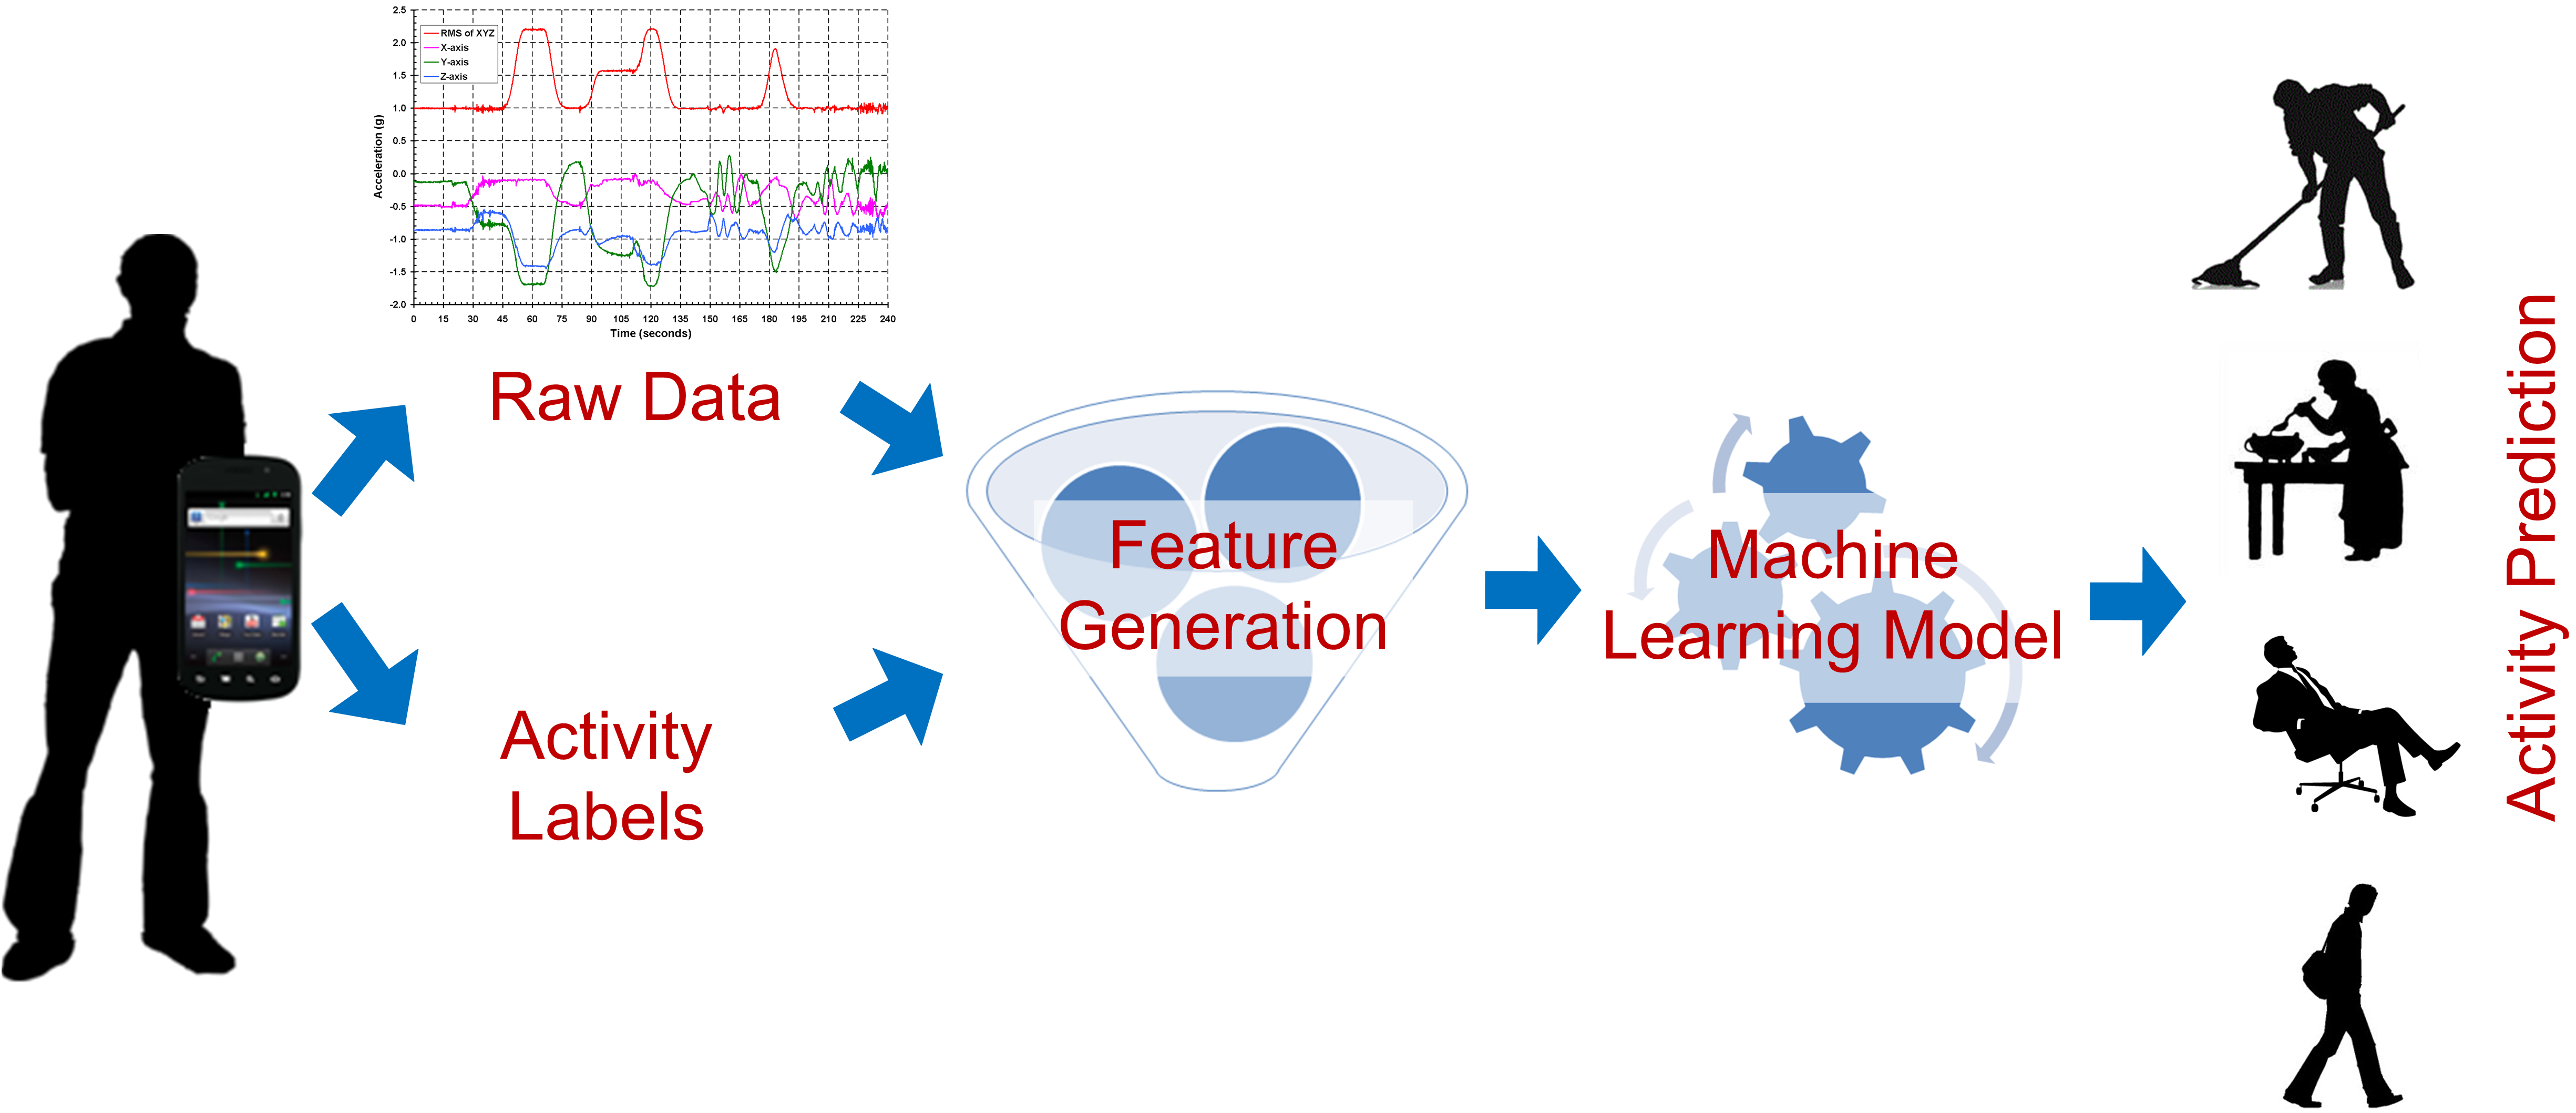 2.5
2.0
1.5
1.0
0.5
0.0
-0.5
-1.0
-1.5
-2.0
Acceleration (g)
RMS of XYZ
X-axis
Y-axis
Z-axis
0 15 30 45 60 75 90 105 120 135 150 165 180 195 210 225 240
Time (seconds)
Raw Data
Activity
Labels
Feature
Generation
Machine
Learning Model
Activity Prediction